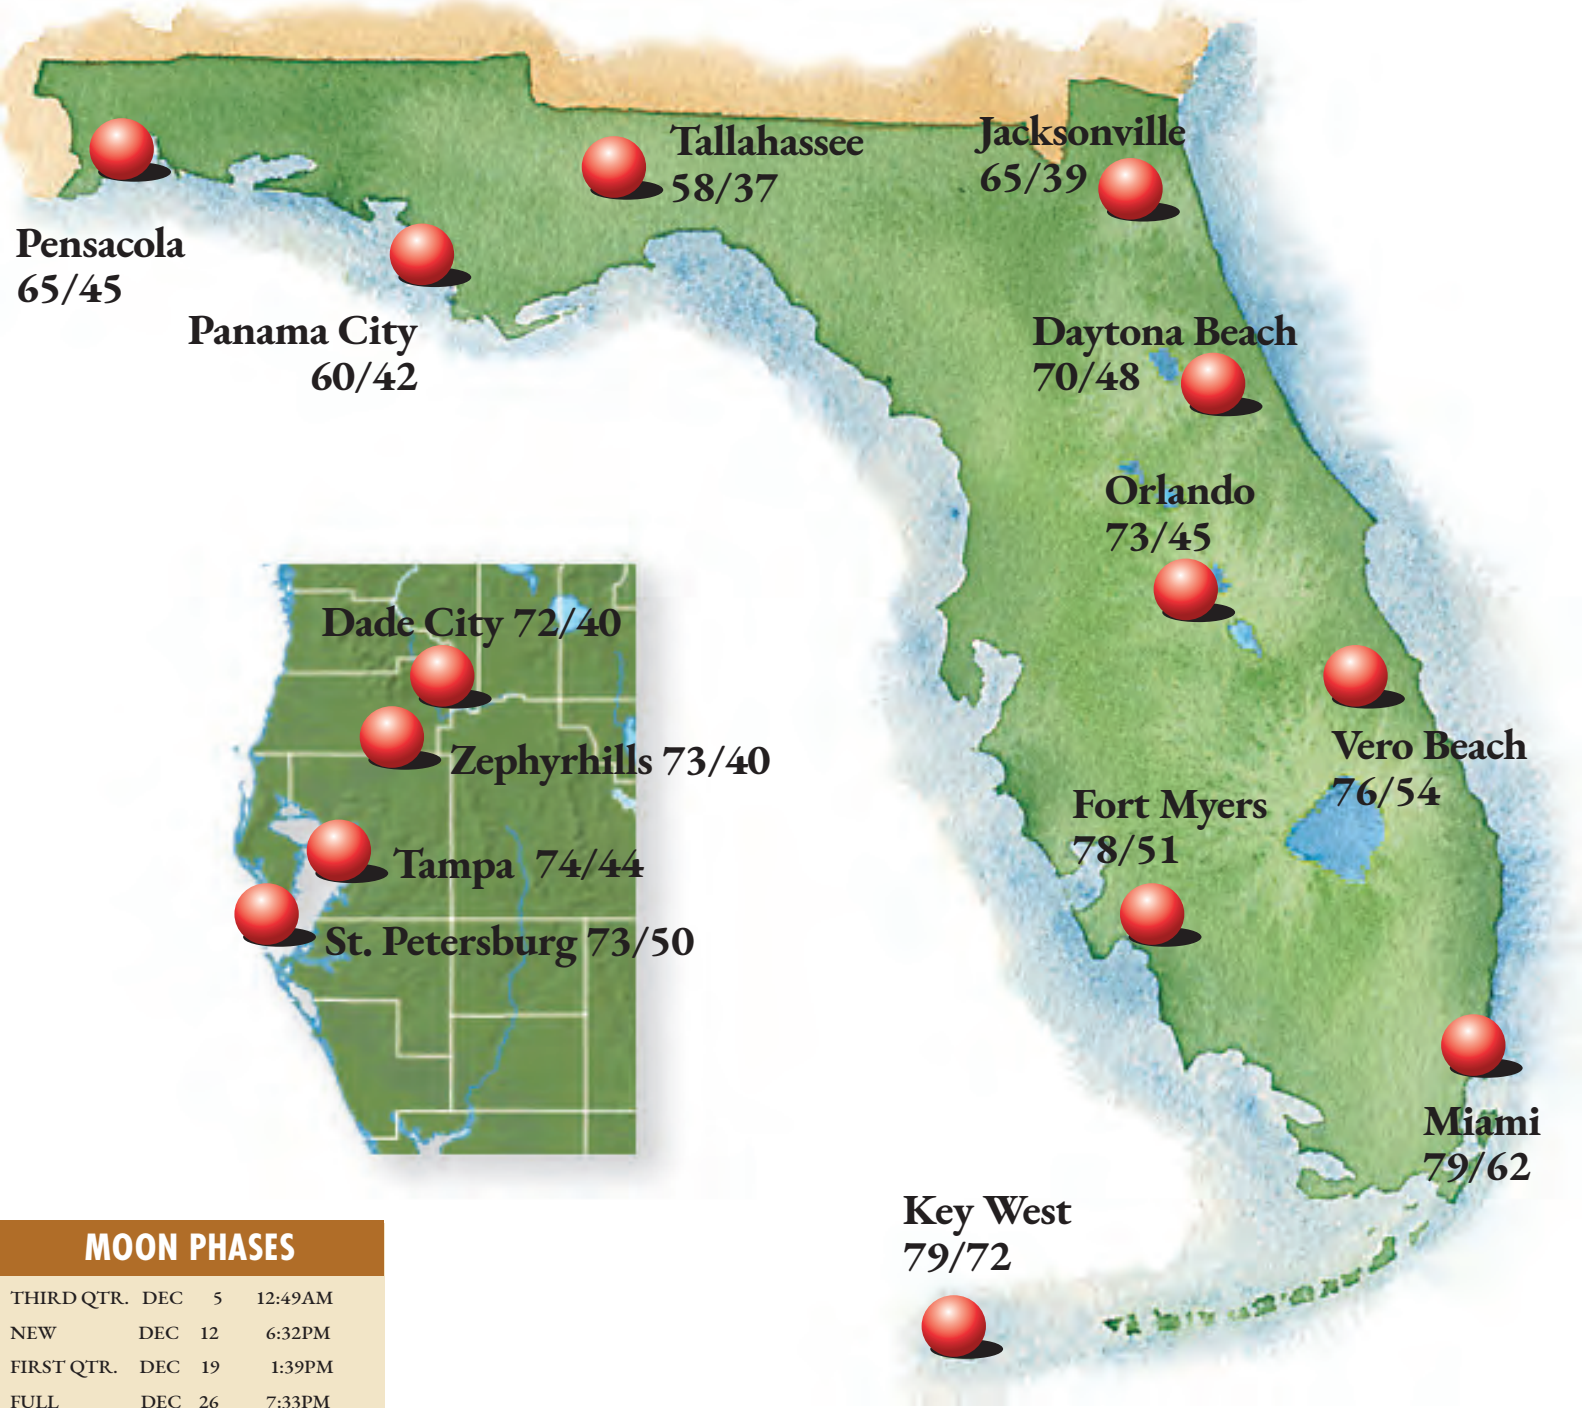 Tallahassee
58/37
Jacksonville
65/39
Pensacola
65/45
Panama City
60/42
Daytona Beach
70/48
Orlando
73/45
Dade City 72/40
Zephyrhills 73/40
Tampa 74/44
St. Petersburg 73/50
Vero Beach
76/54
Fort Myers
78/51
Miami
79/62
Key West
79/72
MOON PHASES
THIRD QTR. DEC 5 12:49AM
NEW DEC 12 6:32PM
FIRST QTR. DEC 19 1:39PM
FULL DEC 26 7:33PM